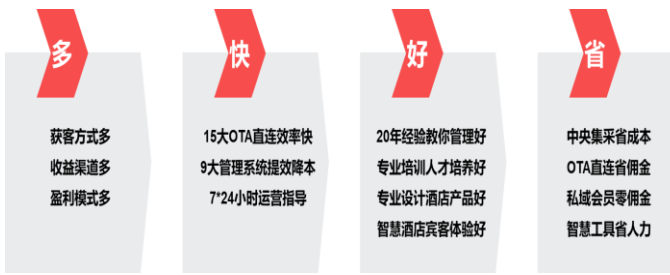 多
获客方式多
收益渠道多
盈利模式多
快
15大OTA直连效率快
9大管理系统提效降本
7*24小时运营指导
好
20年经验教你管理好
专业培训人才培养好
专业设计酒店产品好
智慧酒店宾客体验好
省
中央集采省成本
OTA直连省佣金
私域会员零佣金
智慧工具省人力